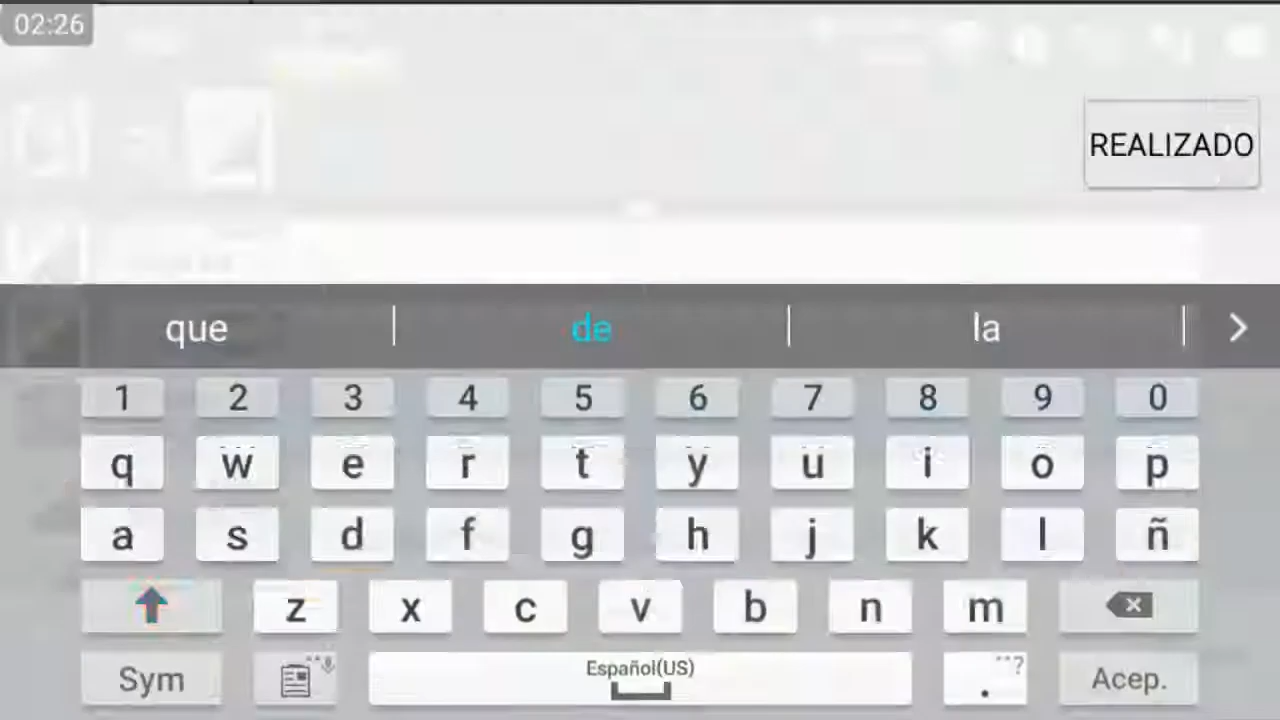 02:26
REALIZADO
que de la
1 2 3 4 5 6 7 8 9 0
q w e r t y u i o p
a s d f g h j k l ñ
z x c v b n m
Español(US)
Sym . ? Acep.